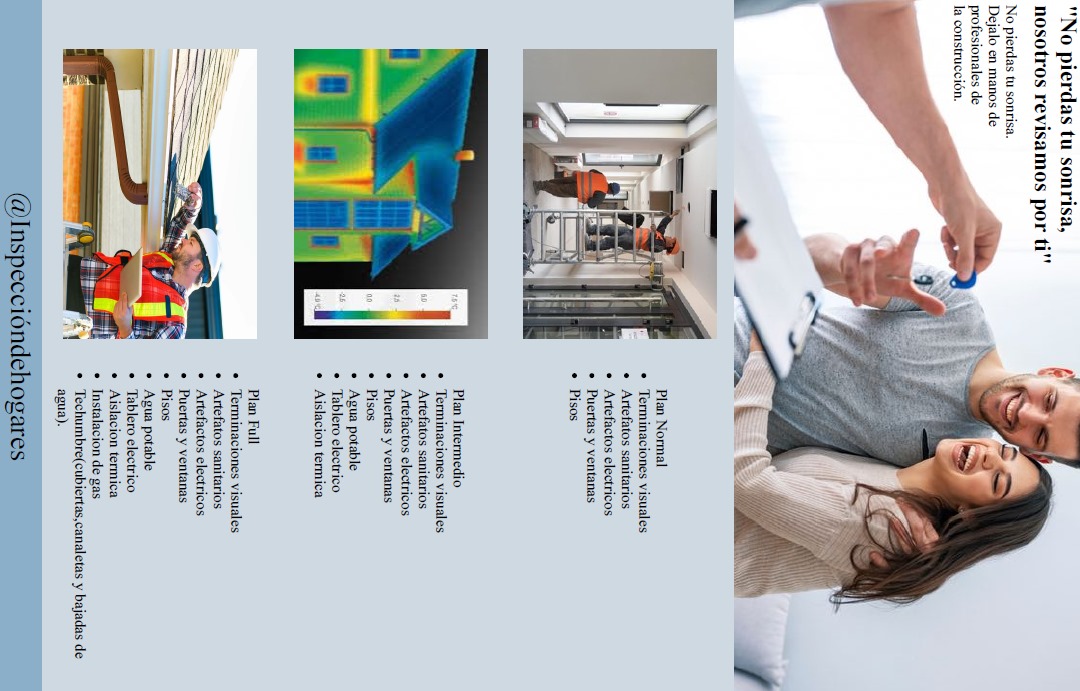 "No pierdas tu sonrisa,
nosotros revisamos por ti"
No pierdas tu sonrisa.
Dejalo en manos de
profesionales de
la construcción.
Plan Normal
• Terminaciones visuales
• Artefatos sanitarios
• Artefactos electricos
• Puertas y ventanas
• Pisos
7.5 °C
5,0
2.5
0.0
-2,5
-4.9 °C
Plan Intermedio
• Terminaciones visuales
• Artefatos sanitarios
• Artefactos electricos
• Puertas y ventanas
• Pisos
• Agua potable
• Tablero electrico
• Aislacion termica
Plan Full
• Terminaciones visuales
• Artefatos sanitarios
• Artefactos electricos
• Puertas y ventanas
• Pisos
• Agua potable
• Tablero electrico
• Aislacion termica
• Instalacion de gas
• Techumbre(cubiertas,canaletas y bajadas de
agua).
@Inspeccióndehogares